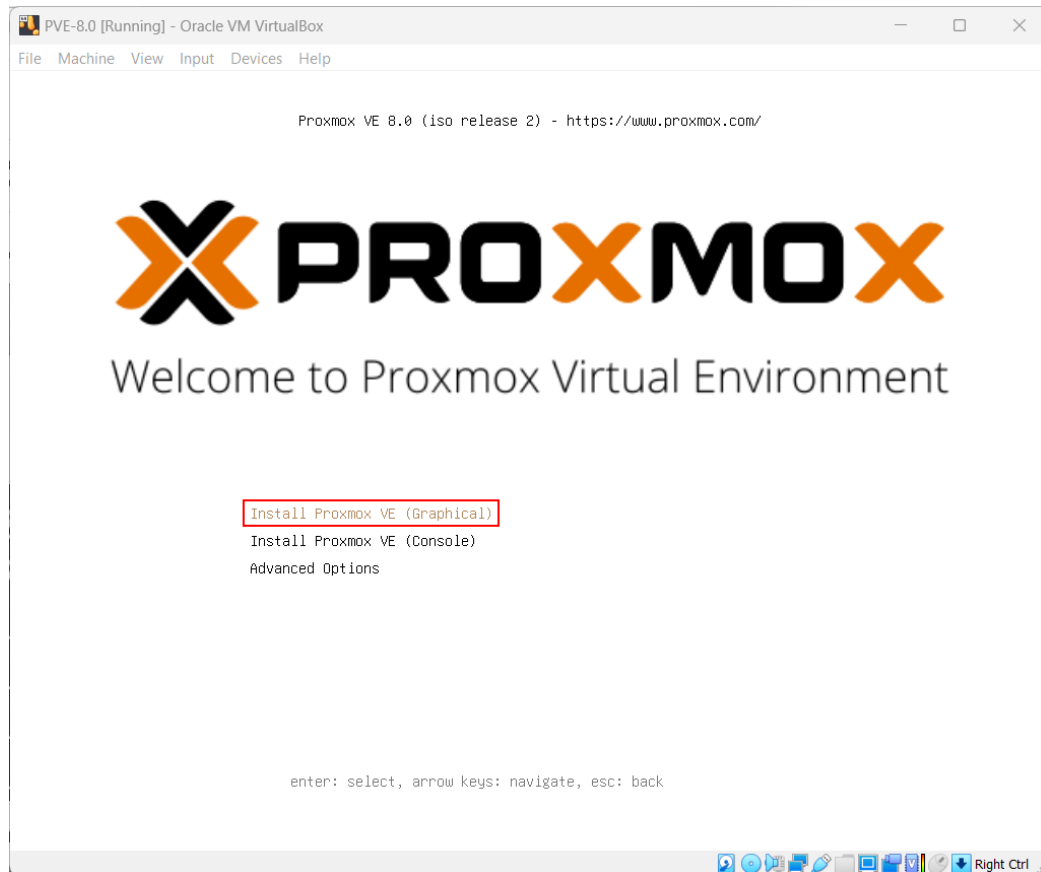 PVE-8.0 [Running] - Oracle VM VirtualBox
File Machine View Input Devices Help
Proxmox VE 8.0 (iso release 2) - https://www.proxmox.com/
PROXMOX
Welcome to Proxmox Virtual Environment
Install Proxmox VE (Graphical)
Install Proxmox VE (Console)
Advanced Options
enter: select, arrow keys: navigate, esc: back
Right Ctrl